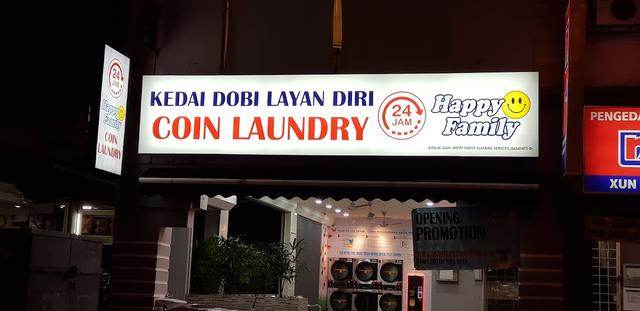 24
JAM
Happy
Family
COIN
LAUNDRY
KEDAI DOBI LAYAN DIRI
COIN LAUNDRY
24
JAM
Happy
Family
OPENING
PROMOTION
PENGEDA
XUN